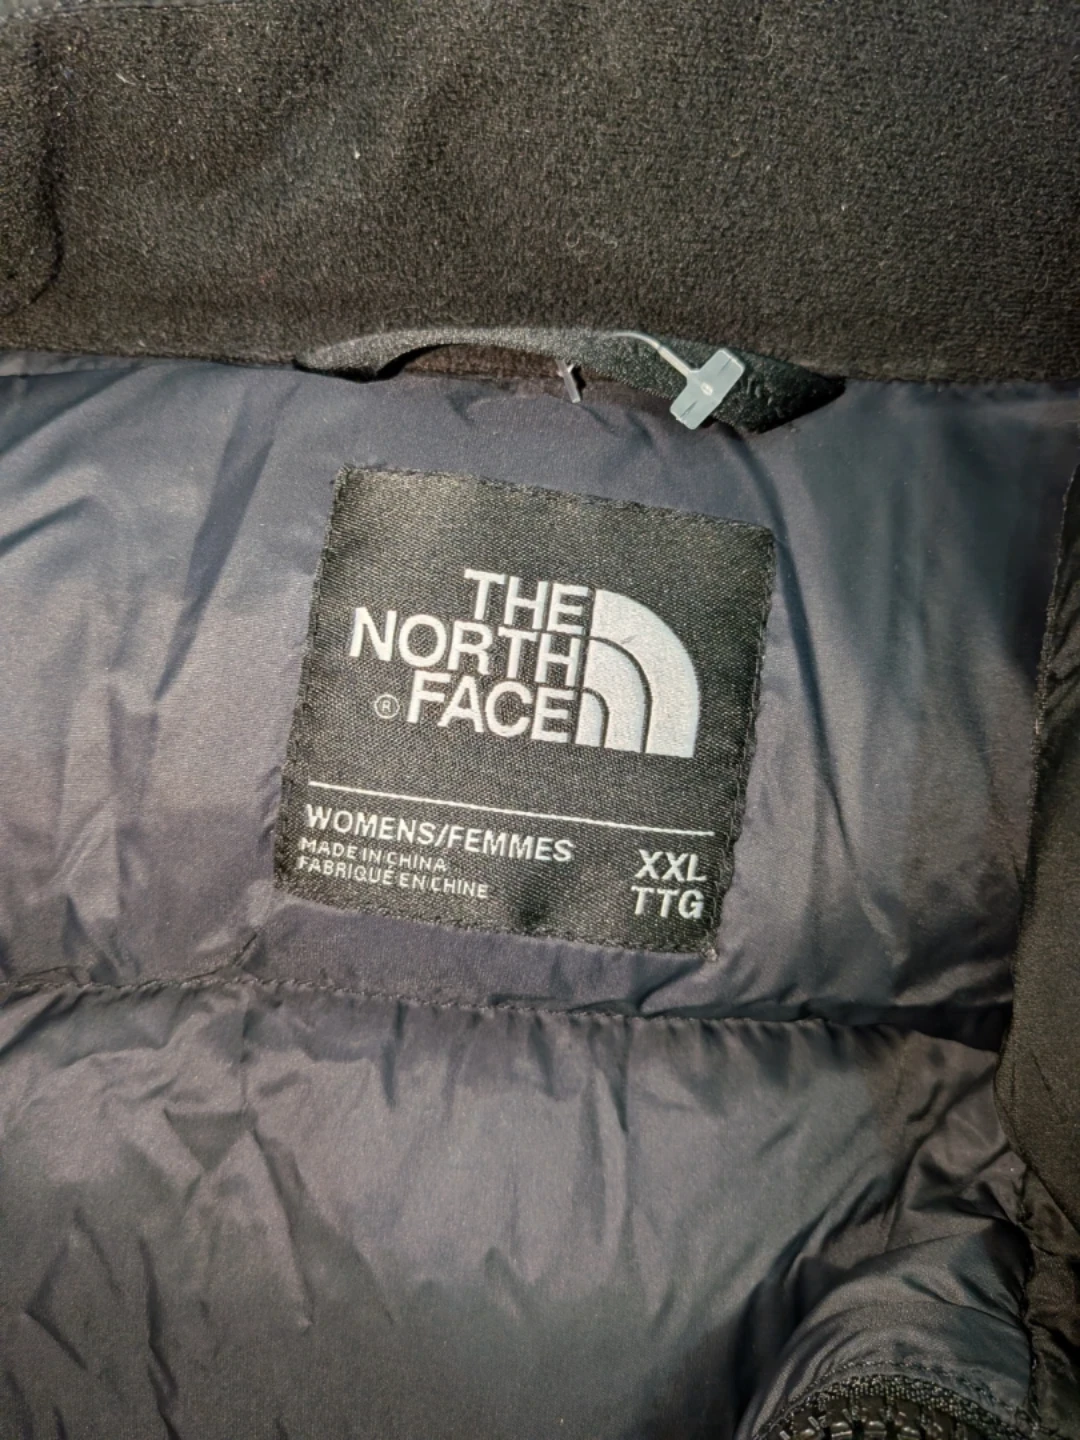 THE
NORTH
® FACE
WOMENS/FEMMES
MADE IN CHINA
FABRIQUÉ EN CHINE
XXL
TTG